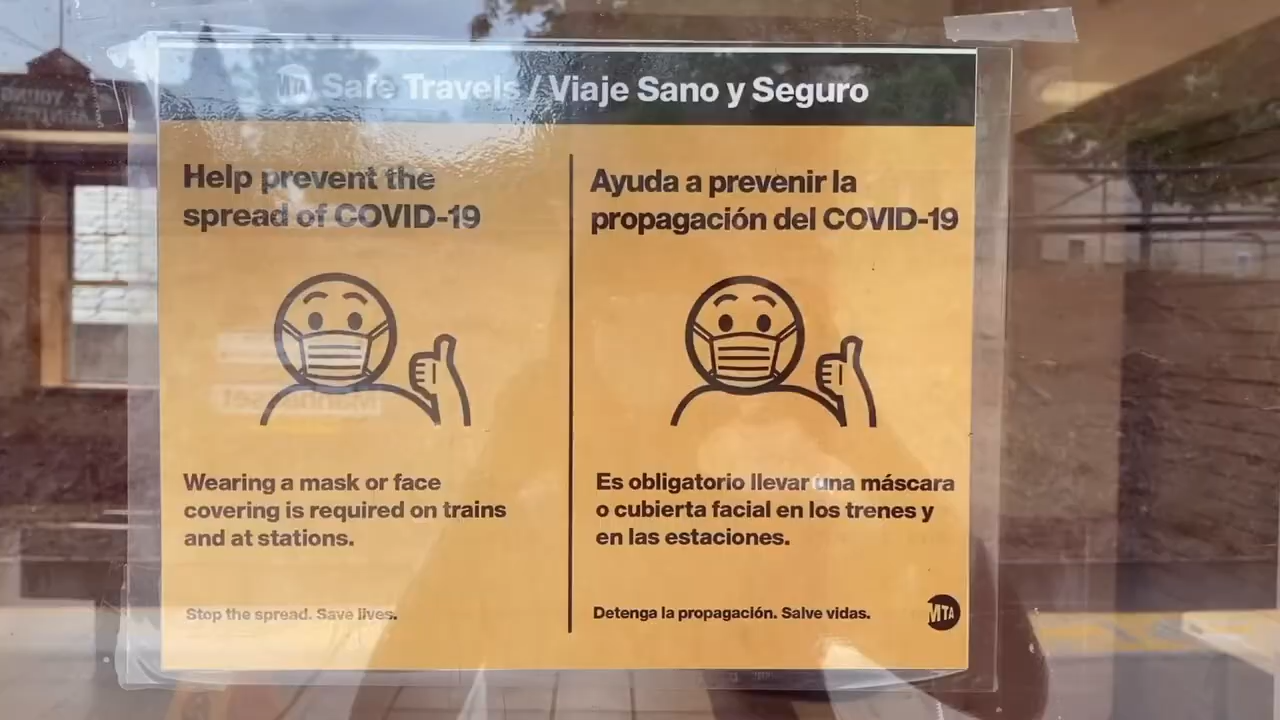 MTA Safe Travels / Viaje Sano y Seguro
Help prevent the
spread of COVID-19
Wearing a mask or face
covering is required on trains
and at stations.
Stop the spread. Save lives.
Ayuda a prevenir la
propagación del COVID-19
Es obligatorio llevar una máscara
o cubierta facial en los trenes y
en las estaciones.
Detenga la propagación. Salve vidas.
MTA